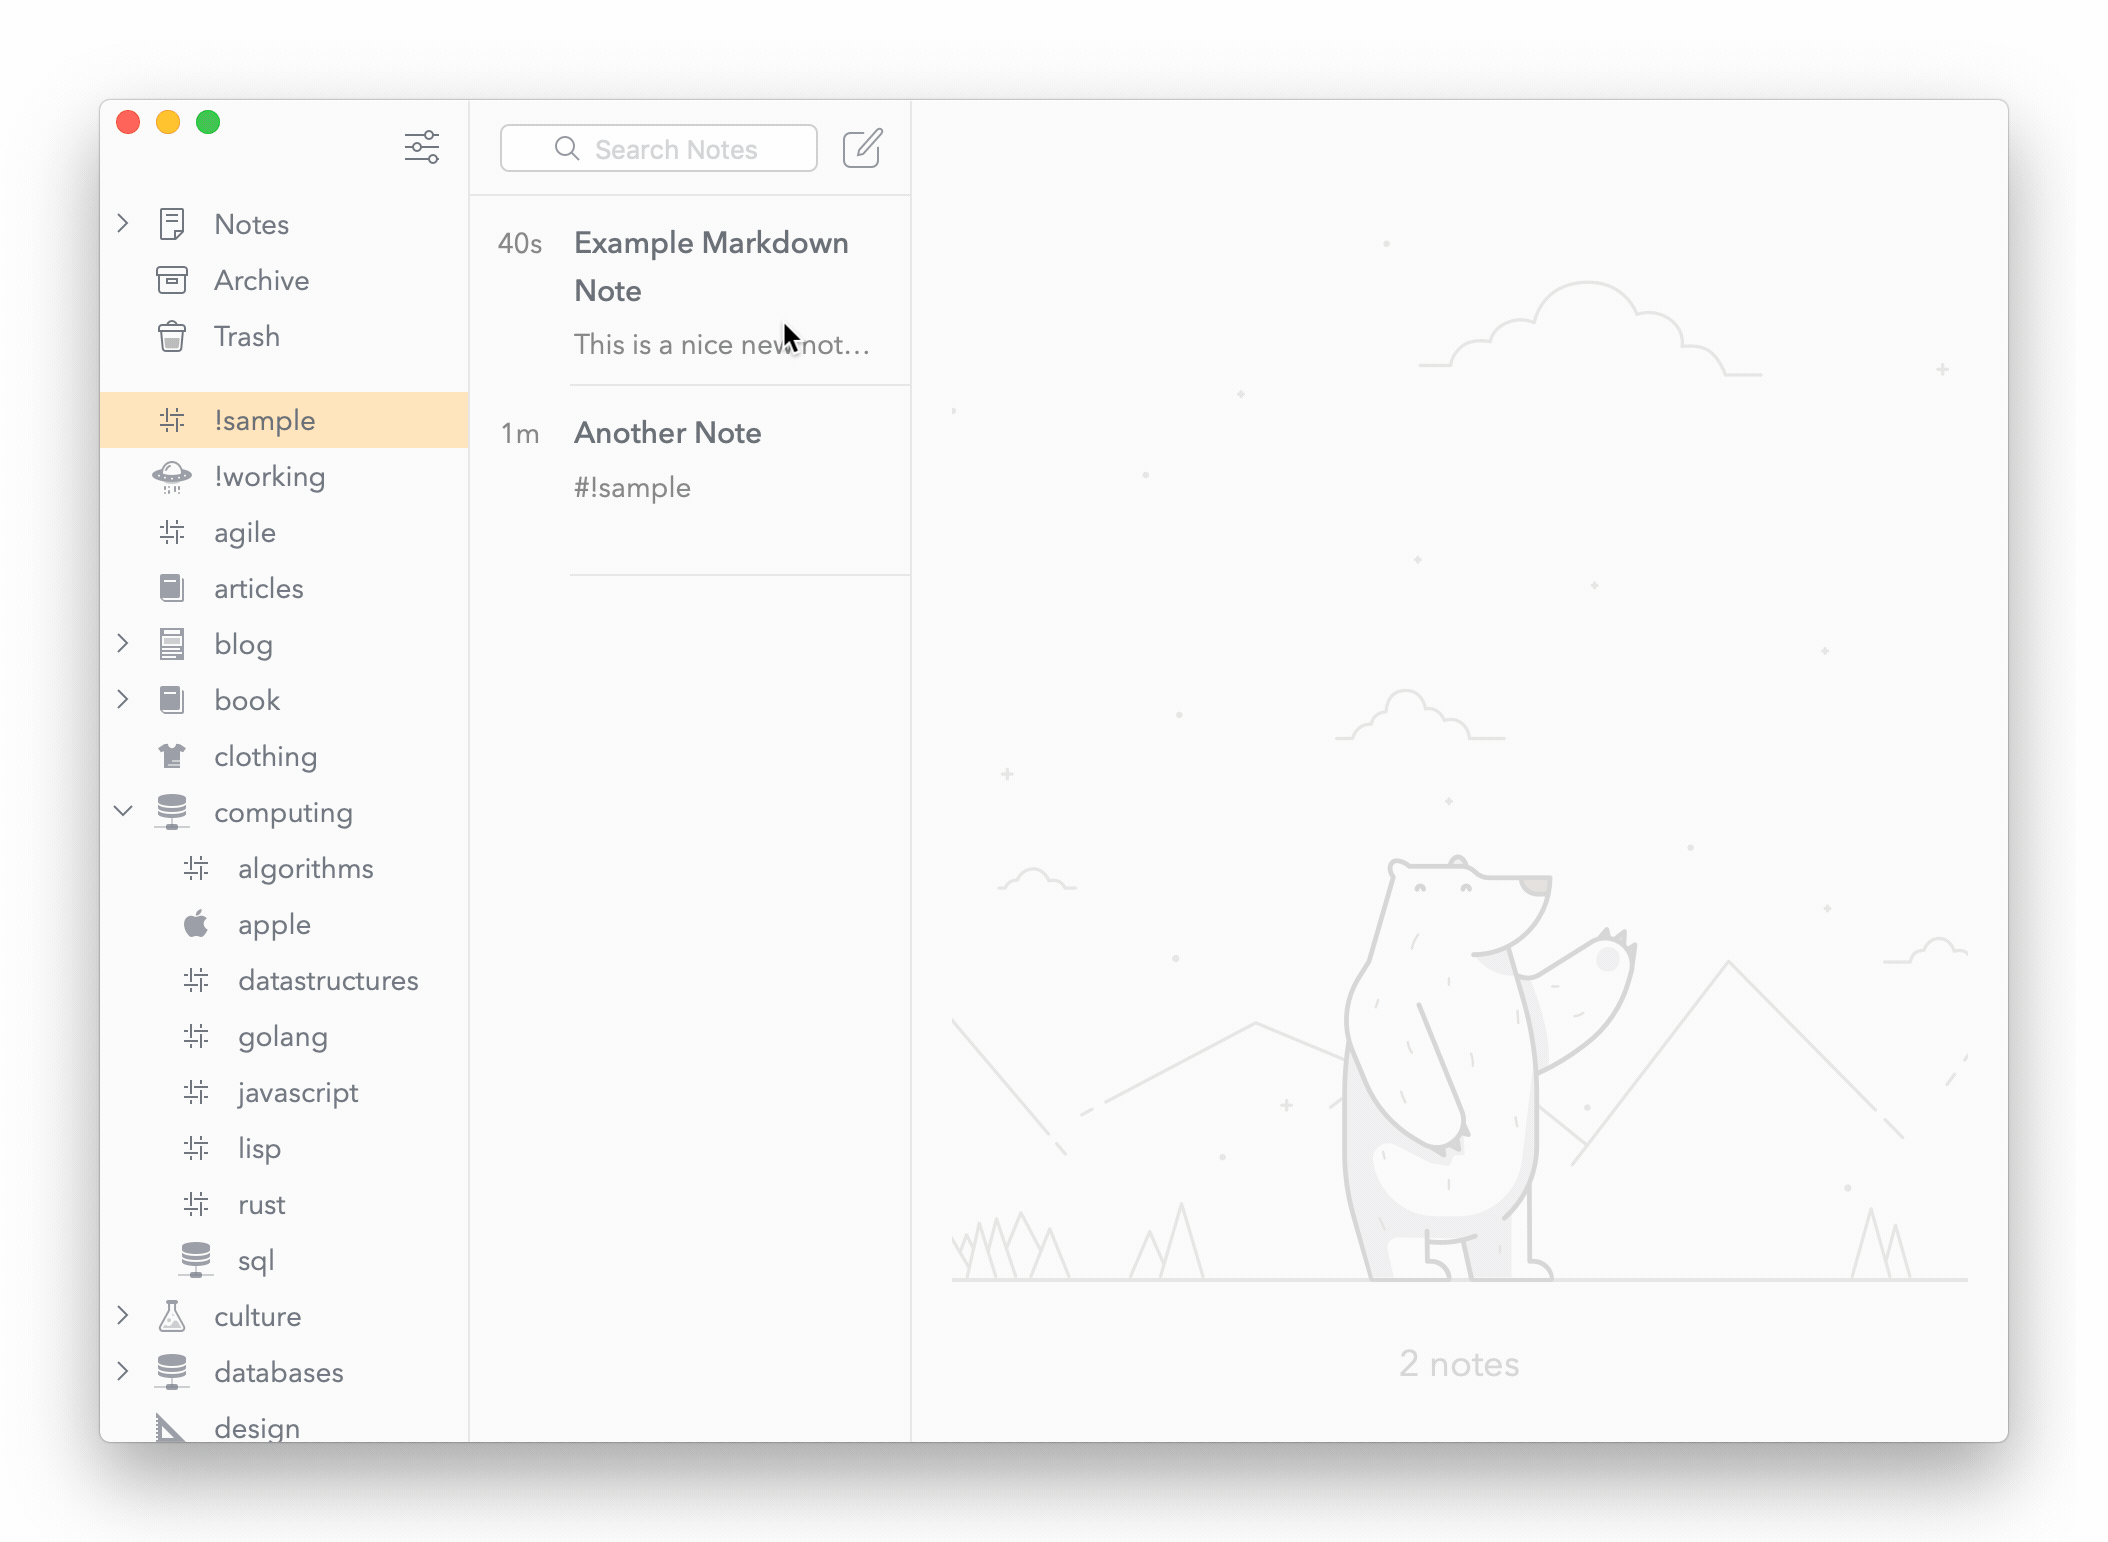 Notes
Archive
Trash
!sample
!working
agile
articles
blog
book
clothing
computing
algorithms
apple
datastructures
golang
javascript
lisp
rust
sql
culture
databases
design
Search Notes
40s Example Markdown
Note
This is a nice new not...
1m Another Note
#!sample
2 notes